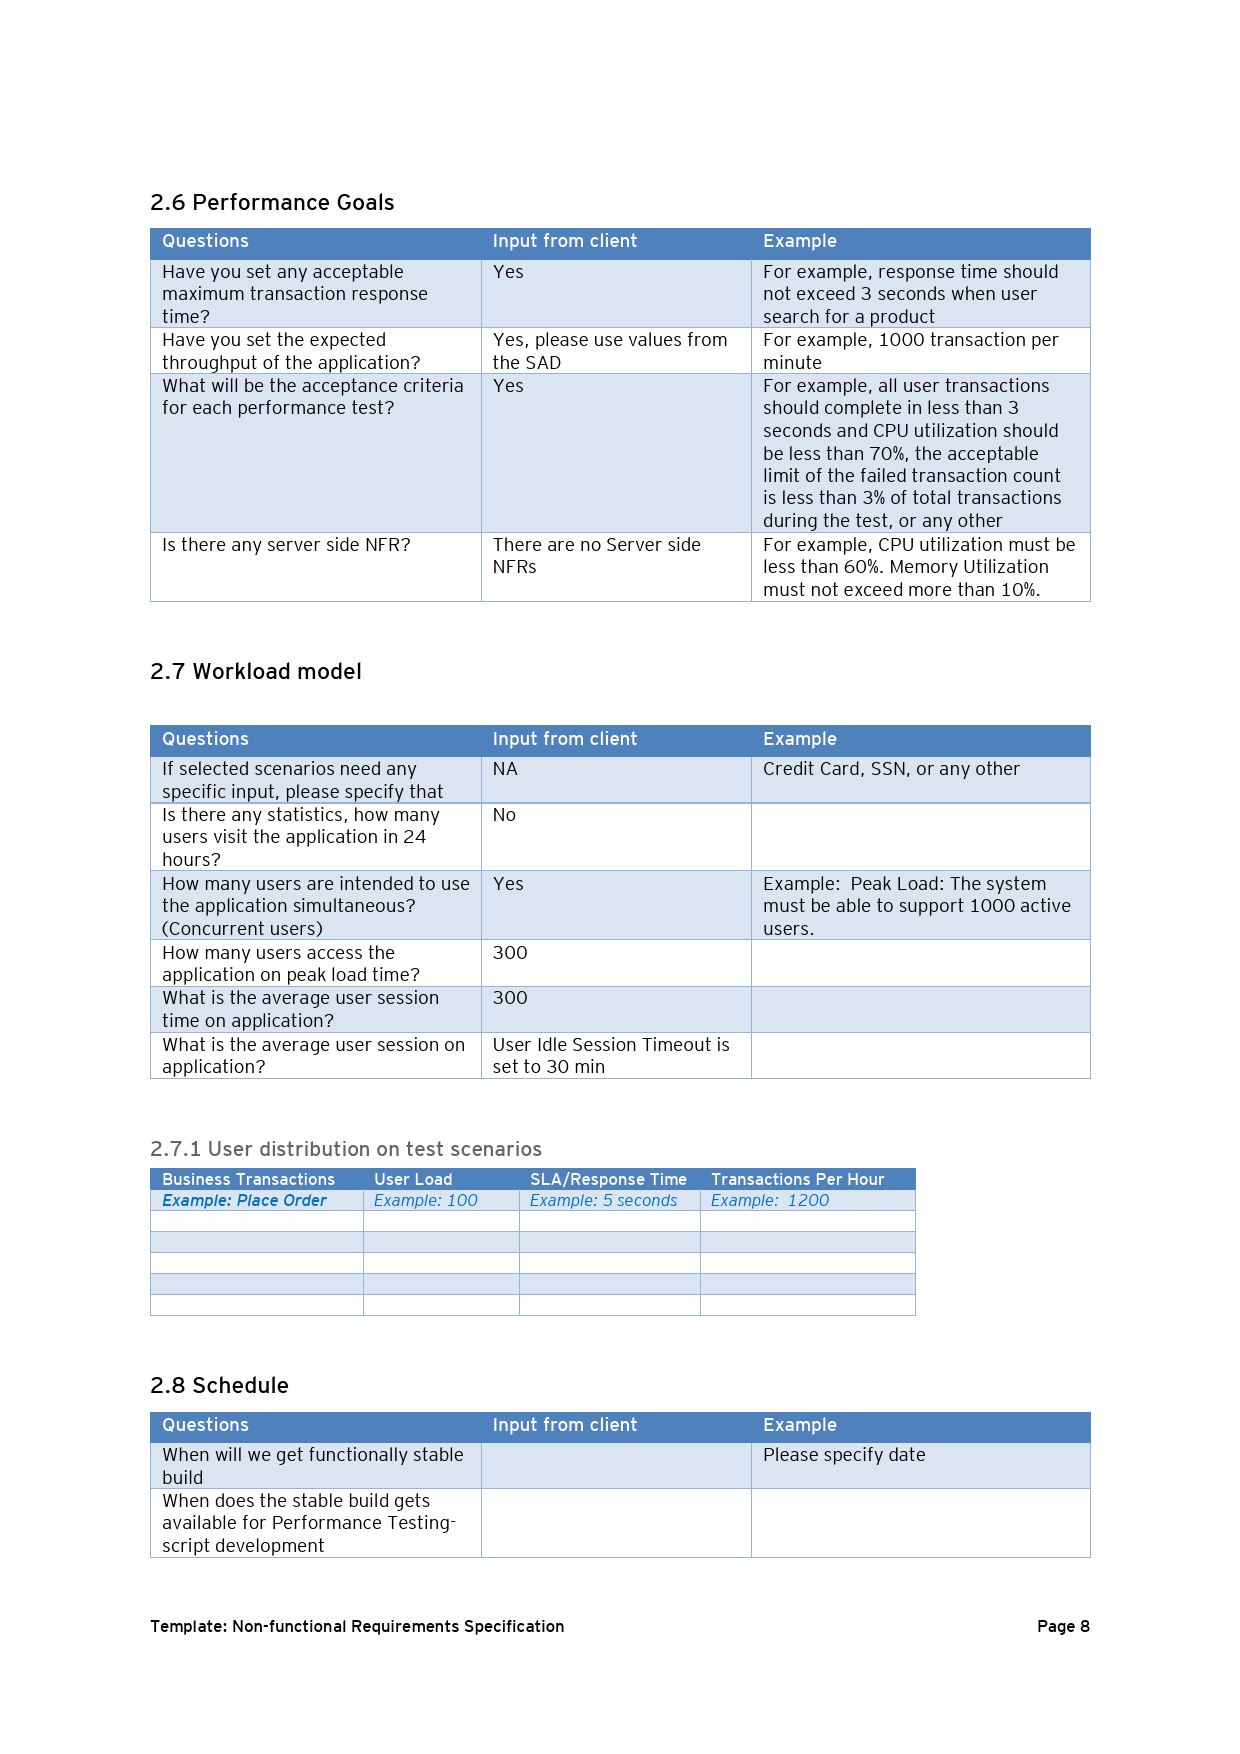 2.6 Performance Goals
Questions
Input from client
Example
Have you set any acceptable
maximum transaction response
time?
Yes
For example, response time should
not exceed 3 seconds when user
search for a product
Have you set the expected
throughput of the application?
Yes, please use values from
the SAD
For example, 1000 transaction per
minute
What will be the acceptance criteria
for each performance test?
Yes
For example, all user transactions
should complete in less than 3
seconds and CPU utilization should
be less than 70%, the acceptable
limit of the failed transaction count
is less than 3% of total transactions
during the test, or any other
Is there any server side NFR?
There are no Server side
NFRs
For example, CPU utilization must be
less than 60%. Memory Utilization
must not exceed more than 10%.
2.7 Workload model
Questions
Input from client
Example
If selected scenarios need any
specific input, please specify that
NA
Credit Card, SSN, or any other
Is there any statistics, how many
users visit the application in 24
hours?
No
How many users are intended to use
the application simultaneous?
(Concurrent users)
Yes
Example:  Peak Load: The system
must be able to support 1000 active
users.
How many users access the
application on peak load time?
300
What is the average user session
time on application?
300
What is the average user session on
application?
User Idle Session Timeout is
set to 30 min
2.7.1 User distribution on test scenarios
Business Transactions
User Load
SLA/Response Time
Transactions Per Hour
Example: Place Order
Example: 100
Example: 5 seconds
Example:  1200
2.8 Schedule
Questions
Input from client
Example
When will we get functionally stable
build
Please specify date
When does the stable build gets
available for Performance Testing-
script development
Template: Non-functional Requirements Specification
Page 8